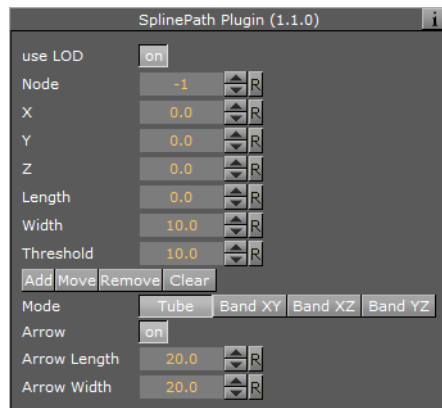 SplinePath Plugin (1.1.0) i
use LOD on
Node -1 R
X 0.0 R
Y 0.0 R
Z 0.0 R
Length 0.0 R
Width 10.0 R
Threshold 10.0 R
Add Move Remove Clear
Mode Tube Band XY Band XZ Band YZ
Arrow on
Arrow Length 20.0 R
Arrow Width 20.0 R